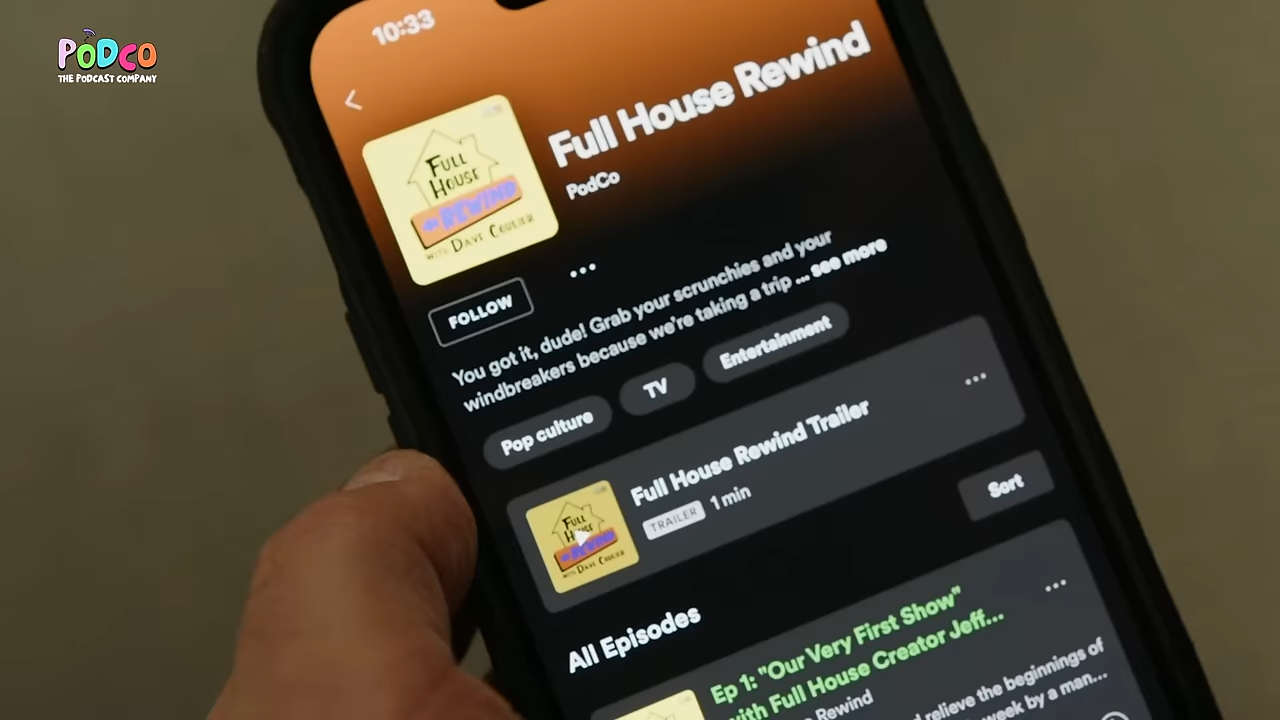 PODCO
THE PODCAST COMPANY
10:33
Full House Rewind
PodCo
FULL
HOUSE
REWIND
WITH DAVE COULIER
FOLLOW
You got it, dude! Grab your scrunchies and your
windbreakers because we're taking a trip ... see more
Pop culture
TV
Entertainment
Full House Rewind Trailer
TRAILER 1 min
FULL
HOUSE
REWIND
WITH DAVE COULIER
Sort
All Episodes
Ep 1: "Our Very First Show"
with Full House Creator Jeff...
Rewind
relieve the beginnings of
week by a man...